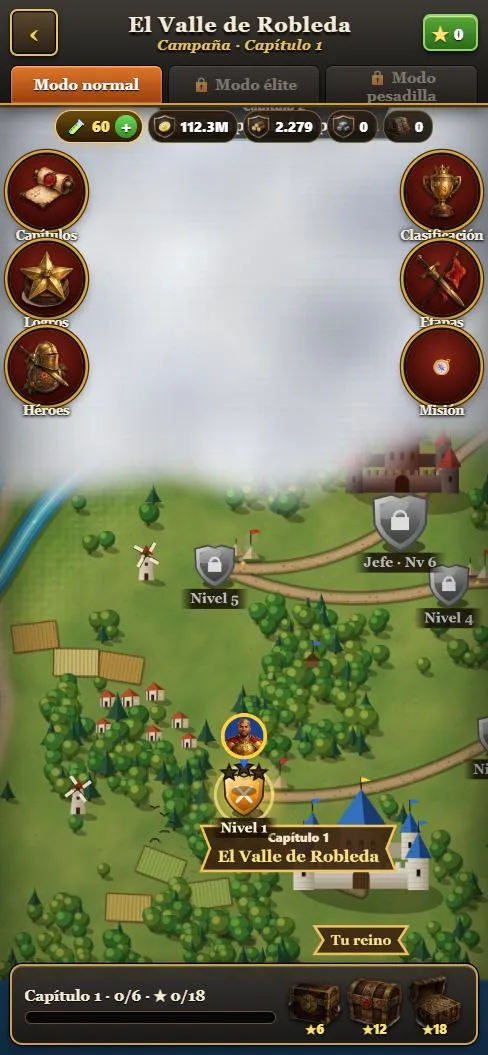 El Valle de Robleda
Campaña · Capítulo 1
0
Modo normal
Modo élite
Modo pesadilla
60
112.3M
2.279
0
0
Capítulos
Clasificación
Logros
Etapas
Héroes
Misión
Jefe · Nv 6
Nivel 5
Nivel 4
Nivel 1
Capítulo 1
El Valle de Robleda
Tu reino
Capítulo 1 · 0/6 · ★ 0/18
★6
★12
★18